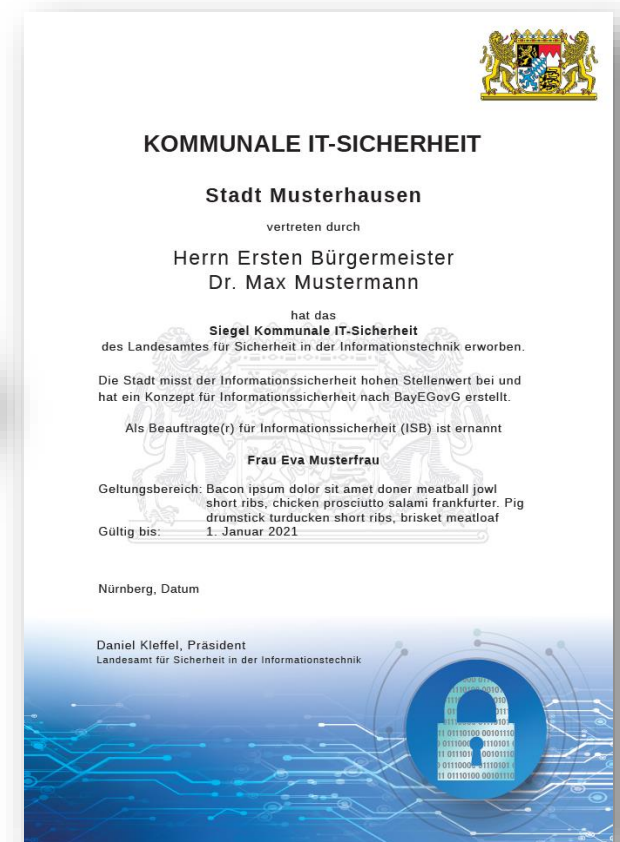 KOMMUNALE IT-SICHERHEIT
Stadt Musterhausen
vertreten durch
Herrn Ersten Bürgermeister
Dr. Max Mustermann
hat das
Siegel Kommunale IT-Sicherheit
des Landesamtes für Sicherheit in der Informationstechnik erworben.
Die Stadt misst der Informationssicherheit hohen Stellenwert bei und
hat ein Konzept für Informationssicherheit nach BayEGovG erstellt.
Als Beauftragte(r) für Informationssicherheit (ISB) ist ernannt
Frau Eva Musterfrau
Geltungsbereich: Bacon ipsum dolor sit amet doner meatball jowl
short ribs, chicken prosciutto salami frankfurter. Pig
drumstick turducken short ribs, brisket meatloaf
Gültig bis: 1. Januar 2021
Nürnberg, Datum
Daniel Kleffel, Präsident
Landesamt für Sicherheit in der Informationstechnik